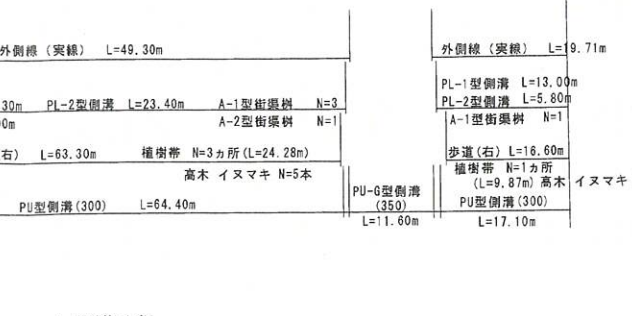 外側線（実線） L=49.30m
外側線（実線） L=19.71m
PL-1型側溝 L=13.00m
30m PL-2型側溝 L=23.40m A-1型街渠桝 N=3
PL-2型側溝 L=5.80m
0m A-2型街渠桝 N=1
A-1型街渠桝 N=1
右） L=63.30m 植樹帯 N=3ヵ所(L=24.28m)
歩道(右) L=16.60m
高木 イヌマキ N=5本
植樹帯 N=1ヵ所
(L=9.87m) 高木 イヌマキ
PU-G型側溝
(350)
PU型側溝(300) L=64.40m
PU型側溝(300)
L=11.60m
L=17.10m